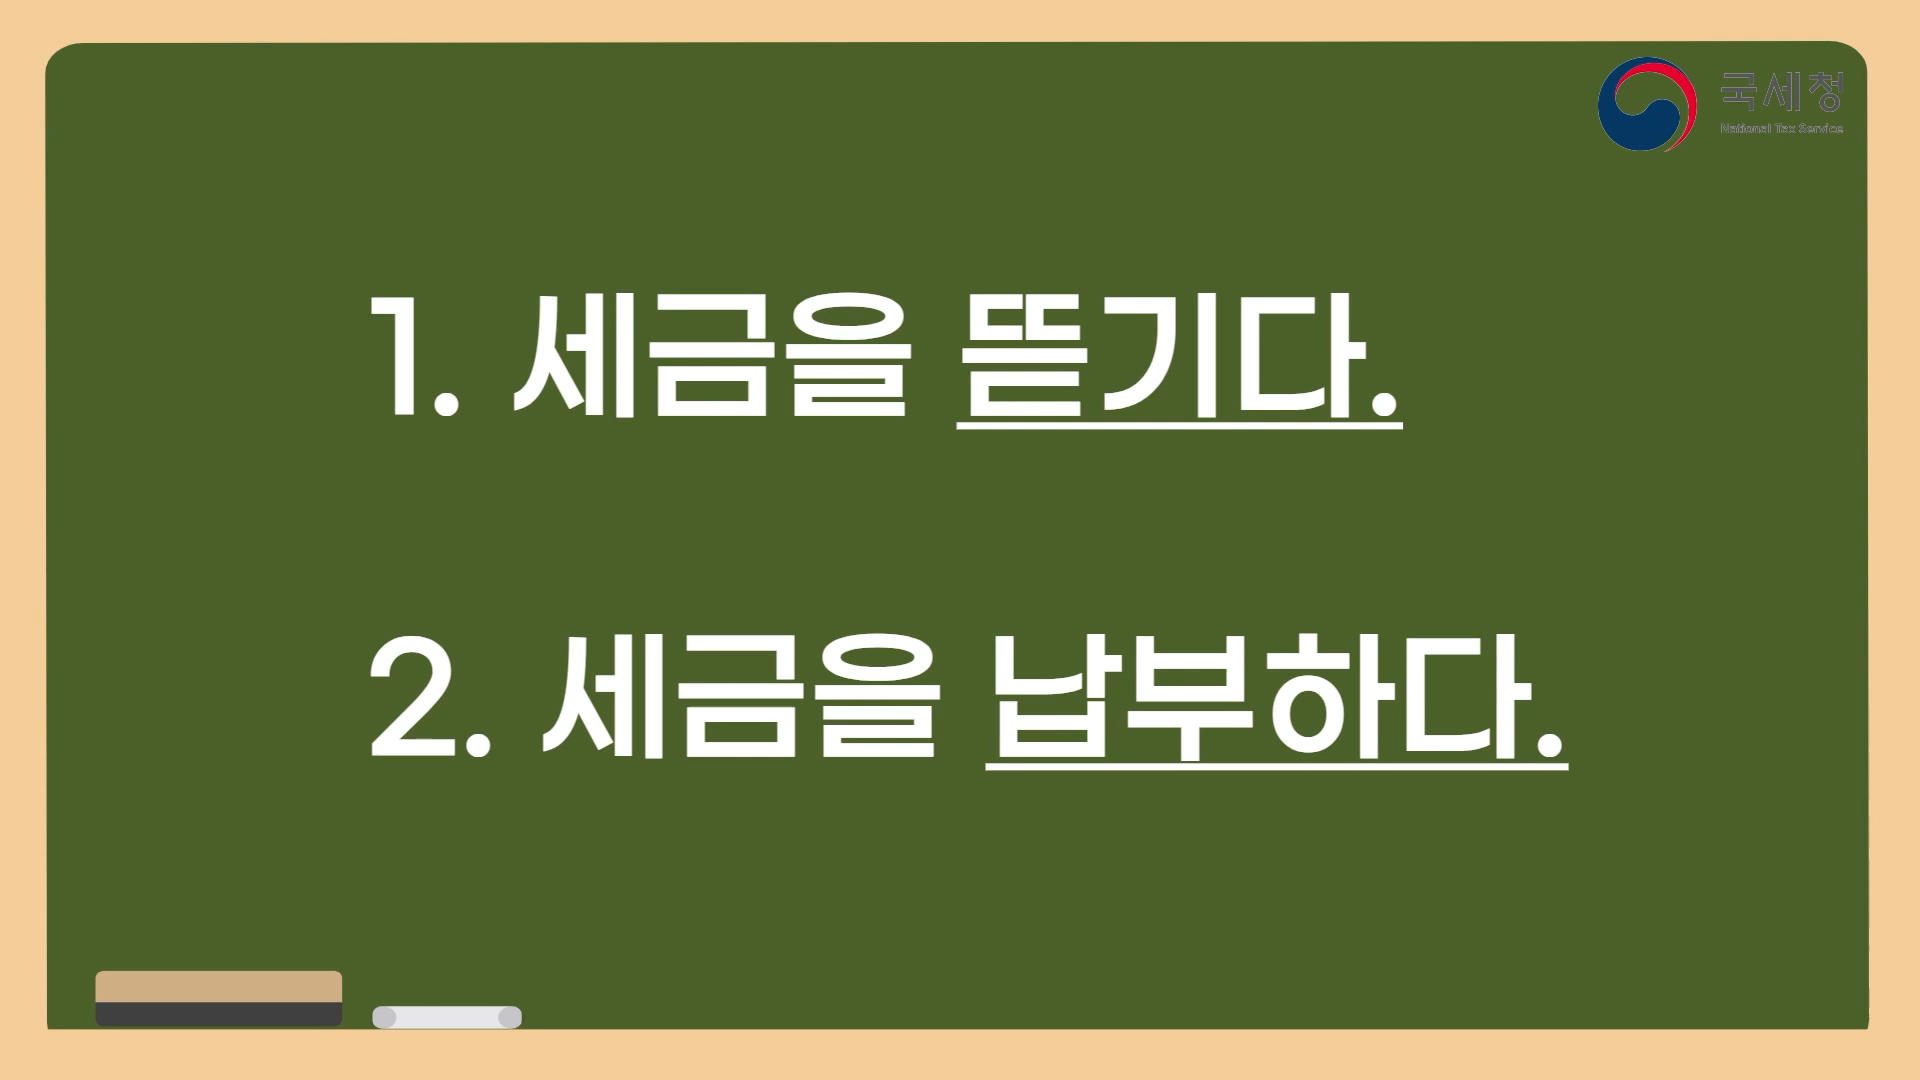 국세청
National Tax Service
1. 세금을 뜯기다.
2. 세금을 납부하다.